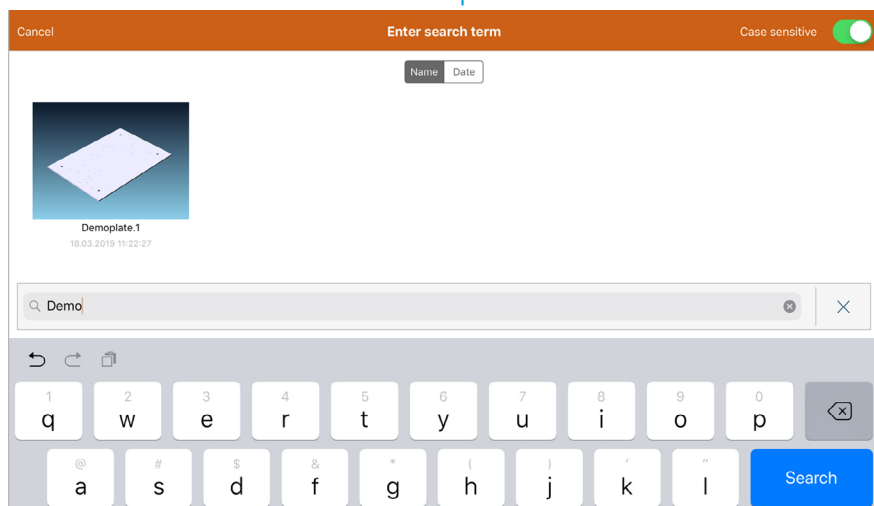 Cancel Enter search term Case sensitive
Name Date
Demoplate.1
18.03.2019 11:22:27
Demo
1 2 3 4 5 6 7 8 9 0
q w e r t y u i o p
@ # $ & * ( ) ' "
a s d f g h j k l Search